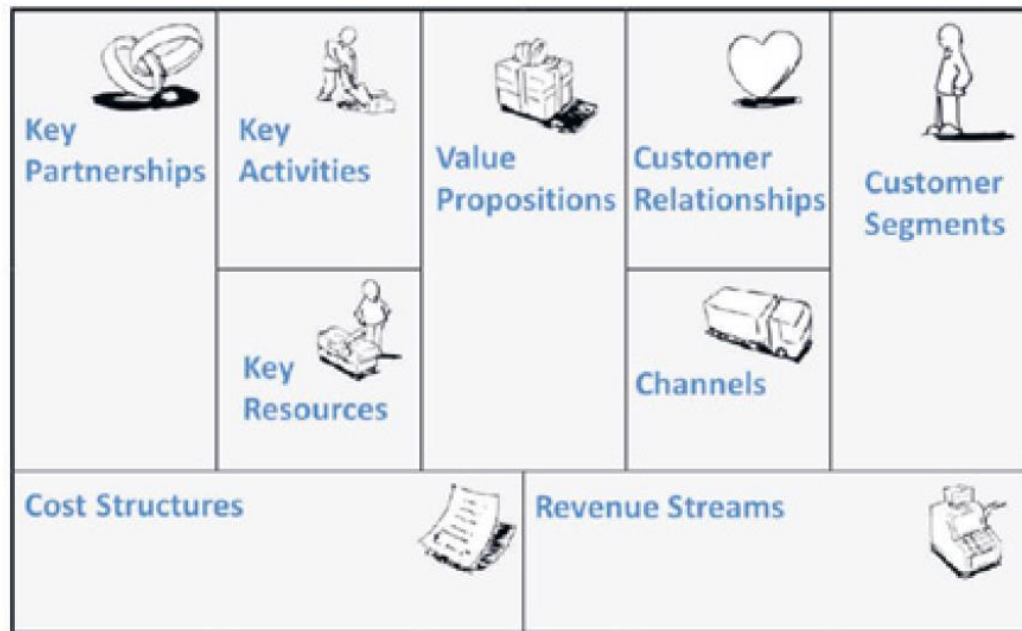 Key
Partnerships
Key
Activities
Key
Resources
Value
Propositions
Customer
Relationships
Channels
Customer
Segments
Cost Structures
Revenue Streams